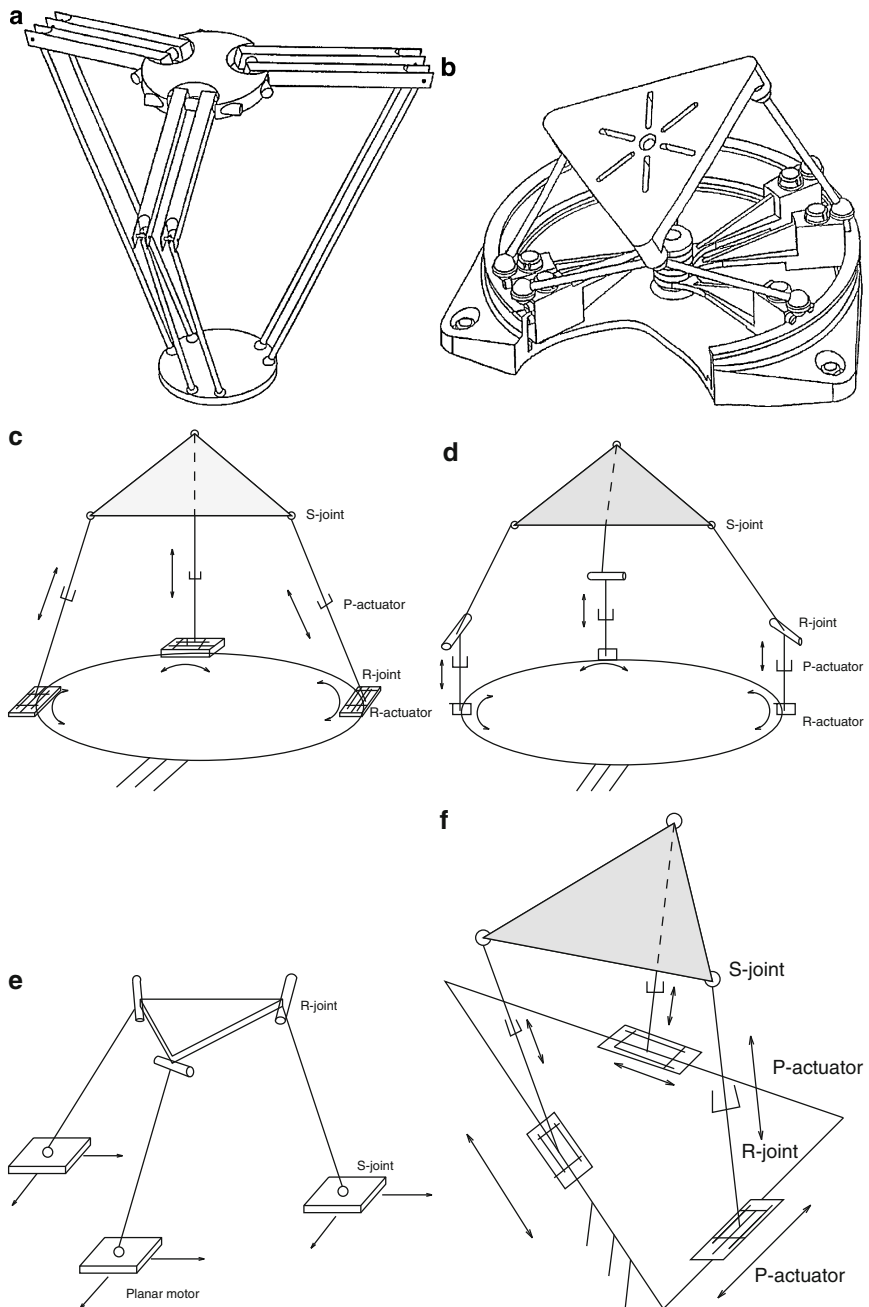 a
b
c
S-joint
P-actuator
R-joint
R-actuator
d
S-joint
R-joint
P-actuator
R-actuator
e
R-joint
S-joint
Planar motor
f
S-joint
P-actuator
R-joint
P-actuator